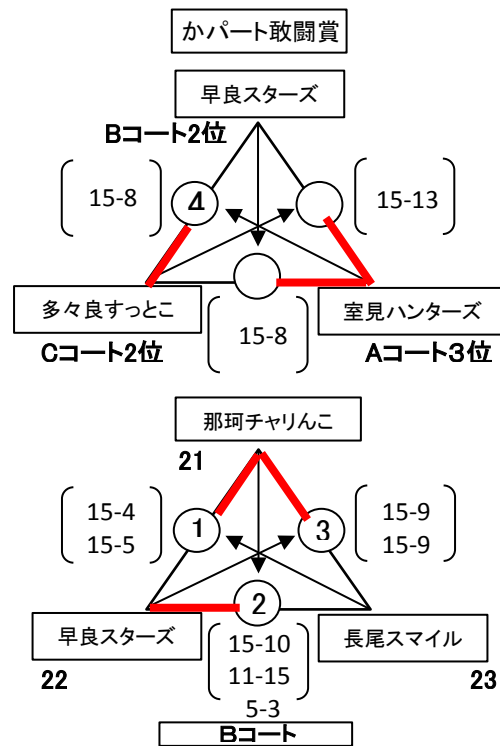 かパート敢闘賞
早良スターズ
Bコート2位
15-8
4
15-13
多々良すっとこ
室見ハンターズ
Cコート2位
15-8
Aコート3位
那珂チャリんこ
21
15-4
15-5
1
3
15-9
15-9
2
早良スターズ
長尾スマイル
22
15-10
11-15
5-3
23
Bコート